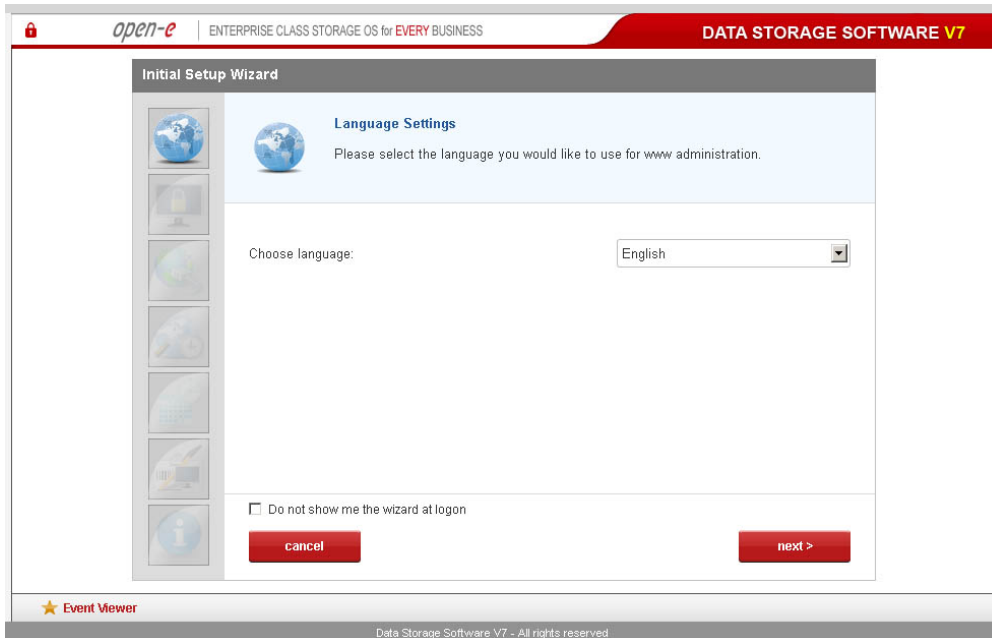 open-e ENTERPRISE CLASS STORAGE OS for EVERY BUSINESS DATA STORAGE SOFTWARE V7
Initial Setup Wizard
Language Settings
Please select the language you would like to use for www administration.
Choose language: English
Do not show me the wizard at logon
cancel next >
Event Viewer
Data Storage Software V7 - All rights reserved